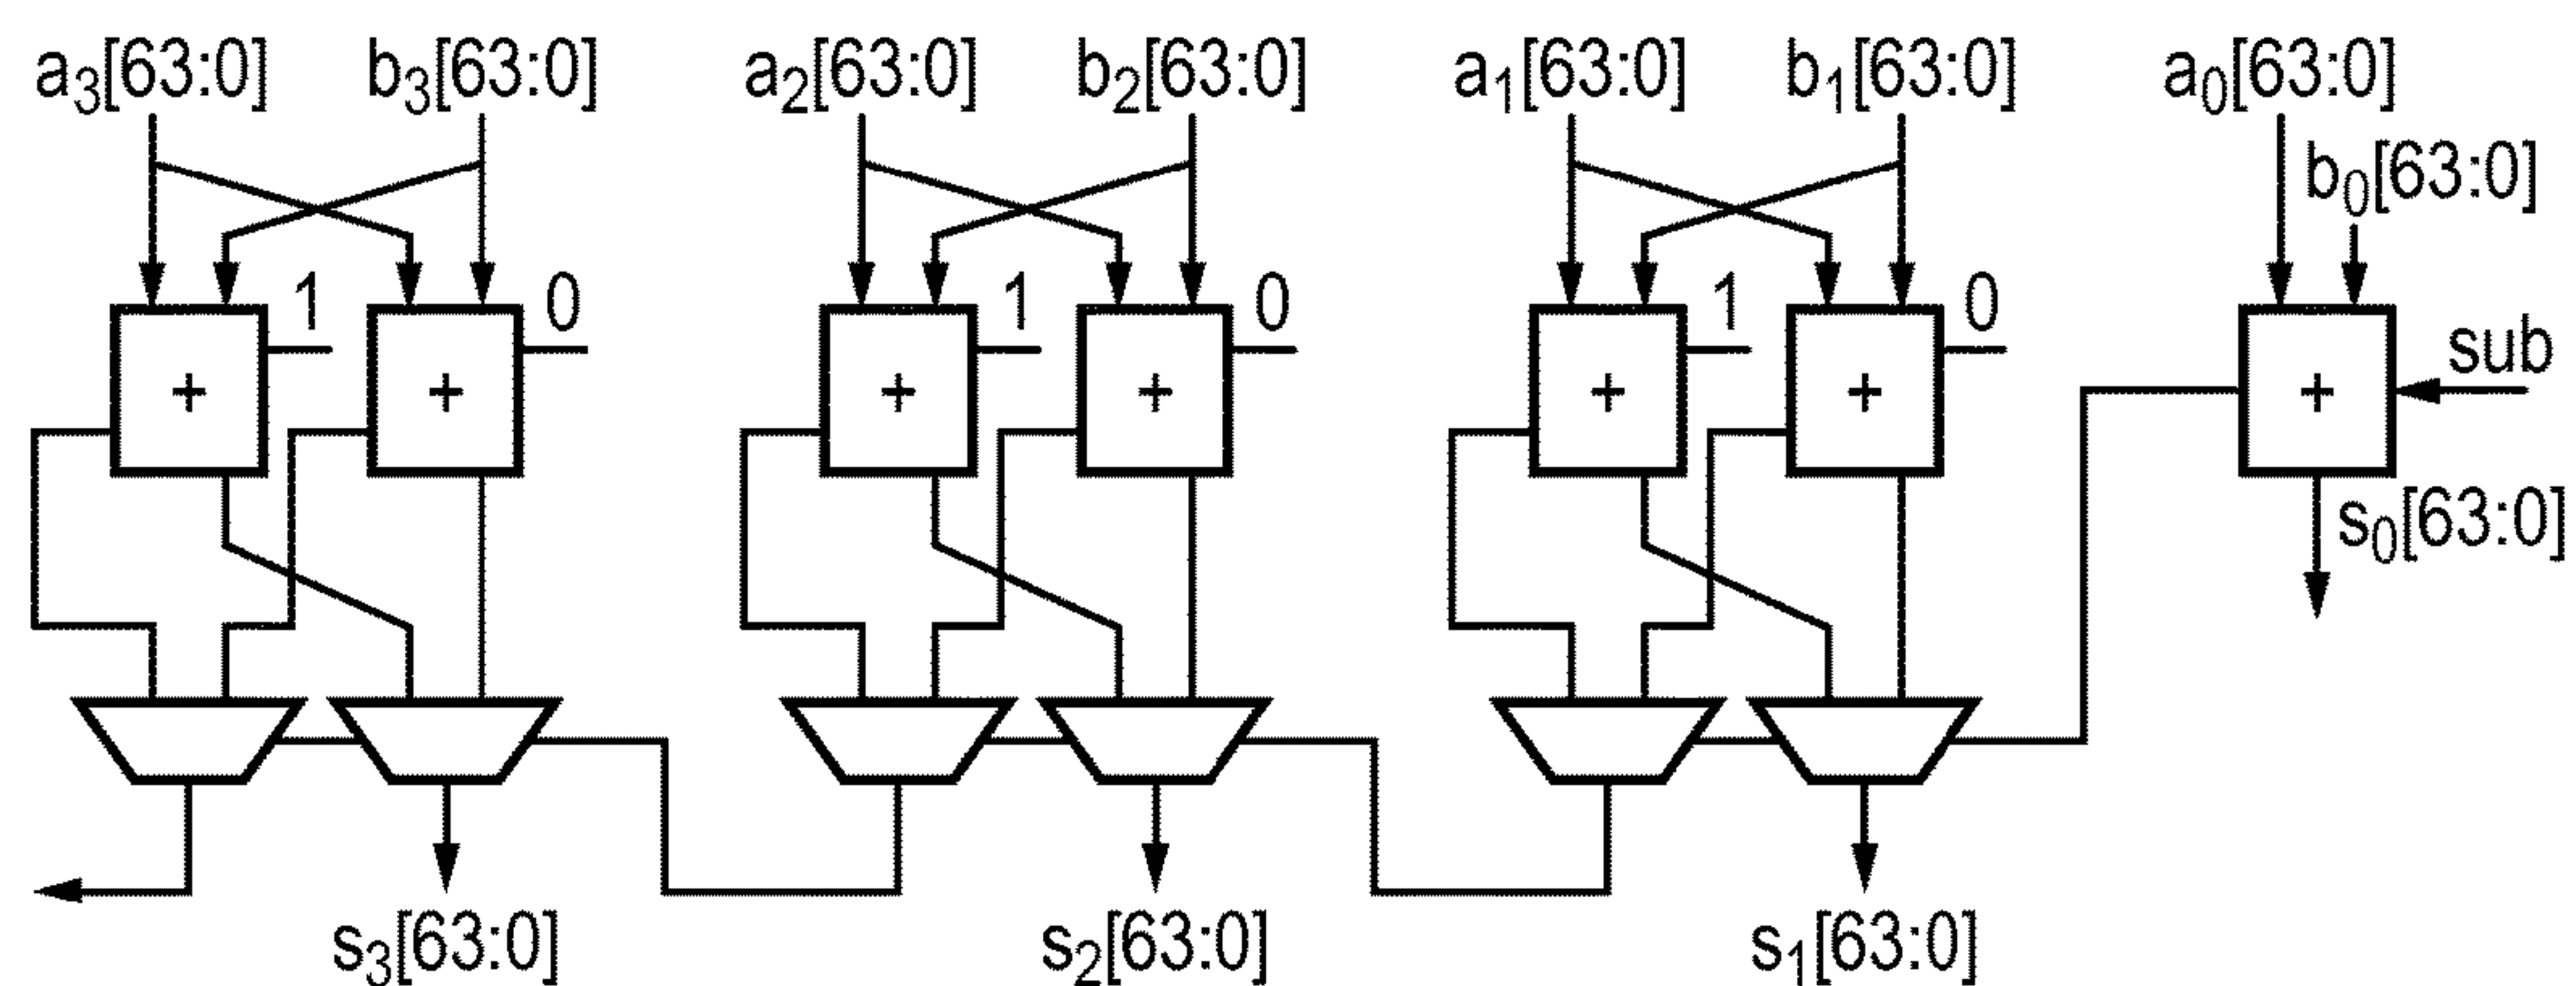 a₃[63:0] b₃[63:0] a₂[63:0] b₂[63:0] a₁[63:0] b₁[63:0] a₀[63:0]
b₀[63:0]
1 0 1 0 1 0
sub
+ + + + + + +
s₀[63:0]
s₃[63:0] s₂[63:0] s₁[63:0]